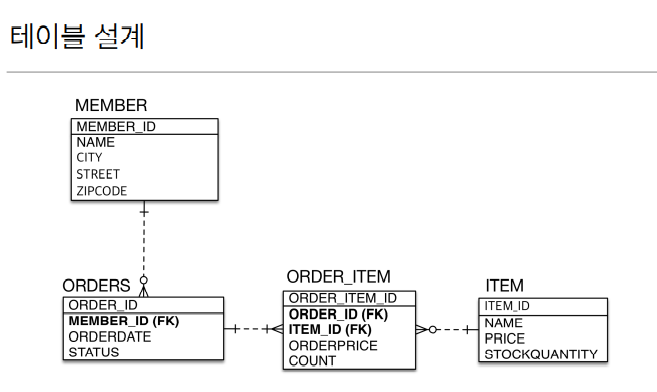 테이블 설계
MEMBER
MEMBER_ID
NAME
CITY
STREET
ZIPCODE
ORDERS
ORDER_ID
MEMBER_ID (FK)
ORDERDATE
STATUS
ORDER_ITEM
ORDER_ITEM_ID
ORDER_ID (FK)
ITEM_ID (FK)
ORDERPRICE
COUNT
ITEM
ITEM_ID
NAME
PRICE
STOCKQUANTITY